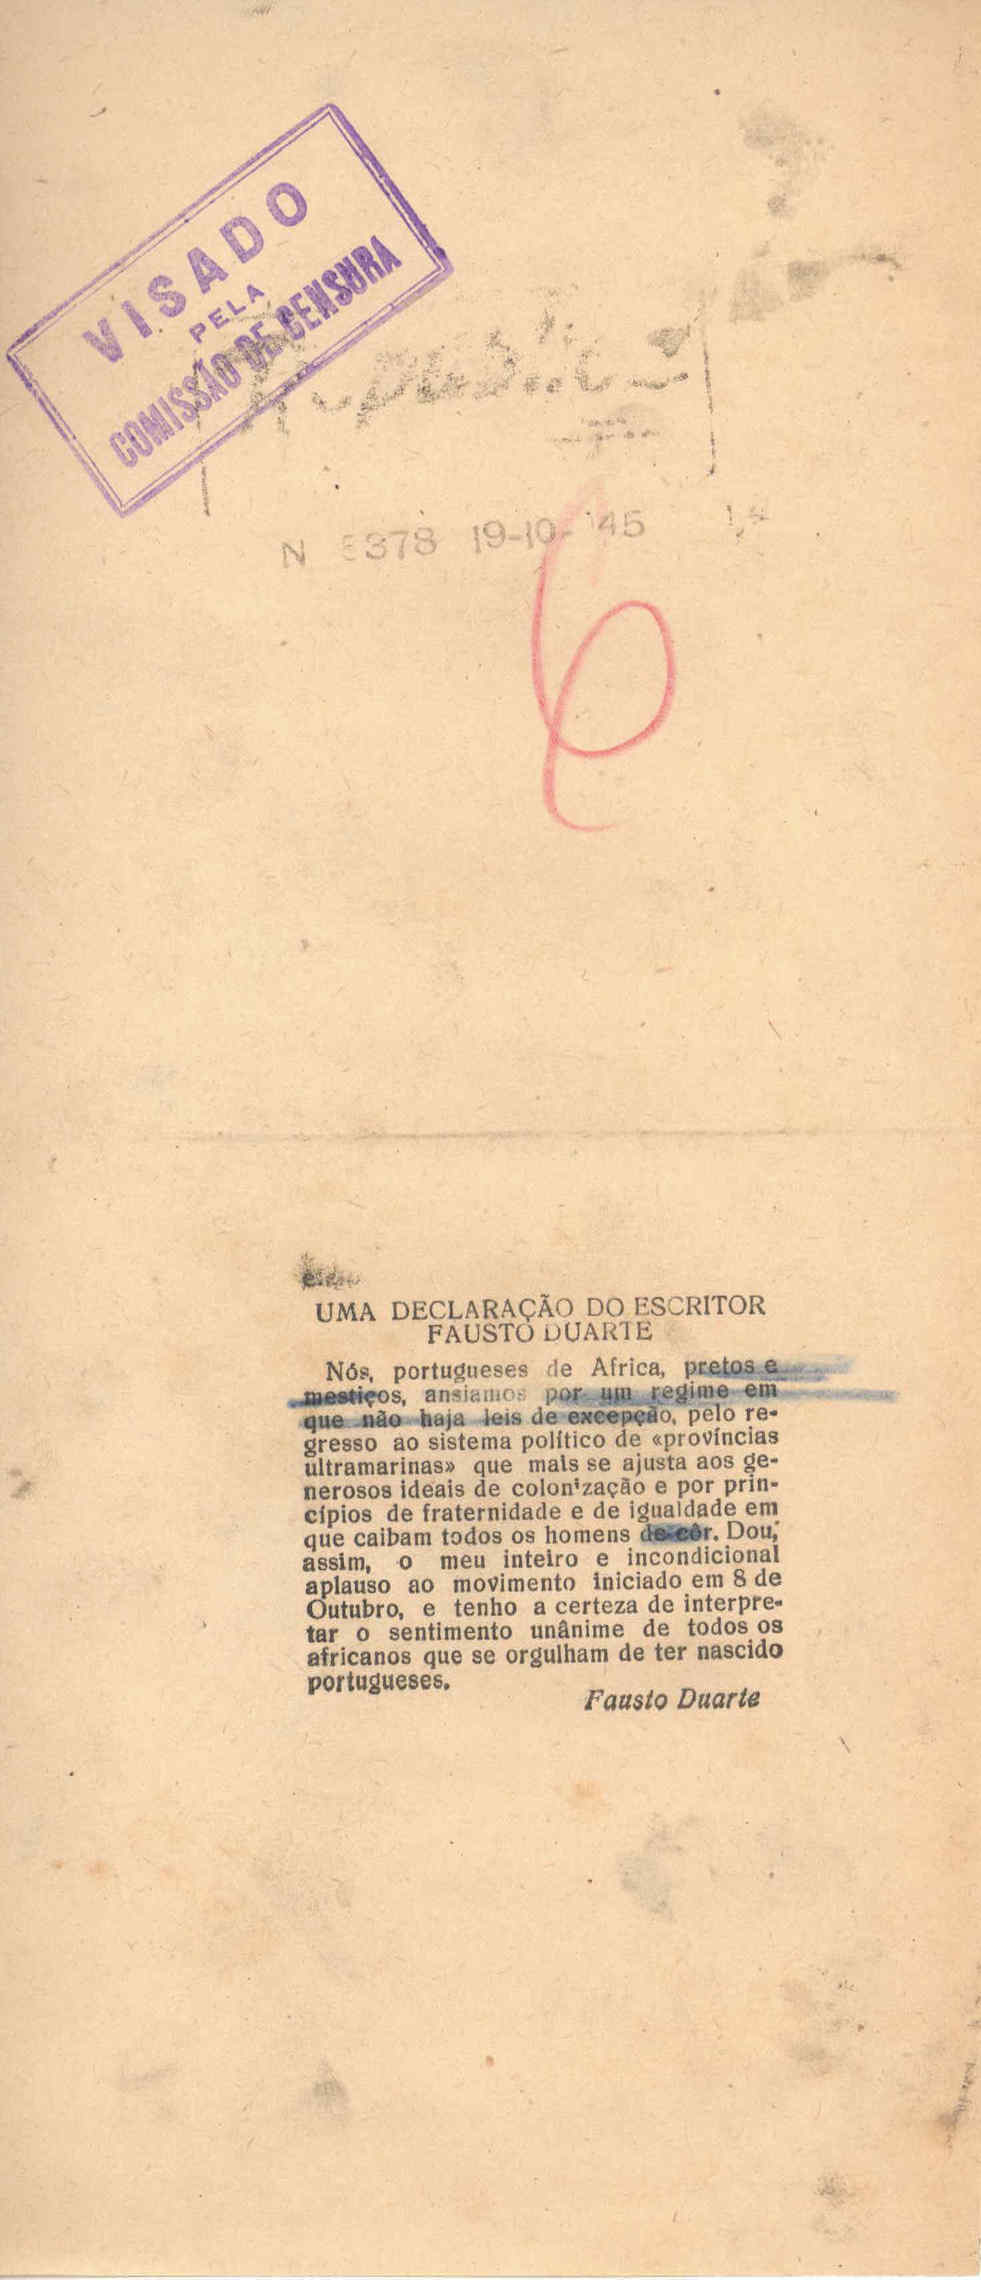 VISADO
PELA
COMISSÃO DE CENSURA
378 19-10-45
6
UMA DECLARAÇÃO DO ESCRITOR
FAUSTO DUARTE
Nós, portugueses de Africa, pretos e
mestiços, ansiamos por um regime em
que não haja leis de excepção, pelo re-
gresso ao sistema político de «províncias
ultramarinas» que mais se ajusta aos ge-
nerosos ideais de colonização e por prin-
cípios de fraternidade e de igualdade em
que caibam todos os homens de côr. Dou,
assim, o meu inteiro e incondicional
aplauso ao movimento iniciado em 8 de
Outubro, e tenho a certeza de interpre-
tar o sentimento unânime de todos os
africanos que se orgulham de ter nascido
portugueses.
Fausto Duarte